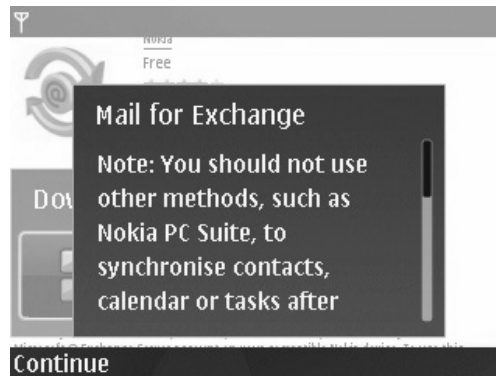 Nokia
Free
Mail for Exchange
Note: You should not use
other methods, such as
Nokia PC Suite, to
synchronise contacts,
calendar or tasks after
Dow
Continue